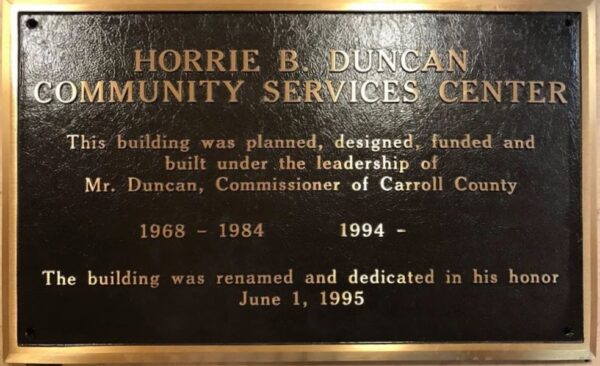 HORRIE B. DUNCAN
COMMUNITY SERVICES CENTER
This building was planned, designed, funded and
built under the leadership of
Mr. Duncan, Commissioner of Carroll County
1968 - 1984 1994 -
The building was renamed and dedicated in his honor
June 1, 1995